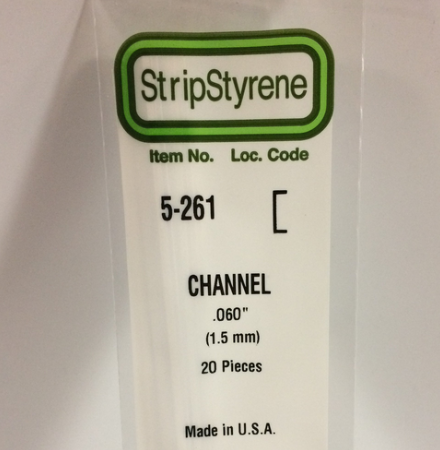 StripStyrene
Item No. Loc. Code
5-261
CHANNEL
.060"
(1.5 mm)
20 Pieces
Made in U.S.A.